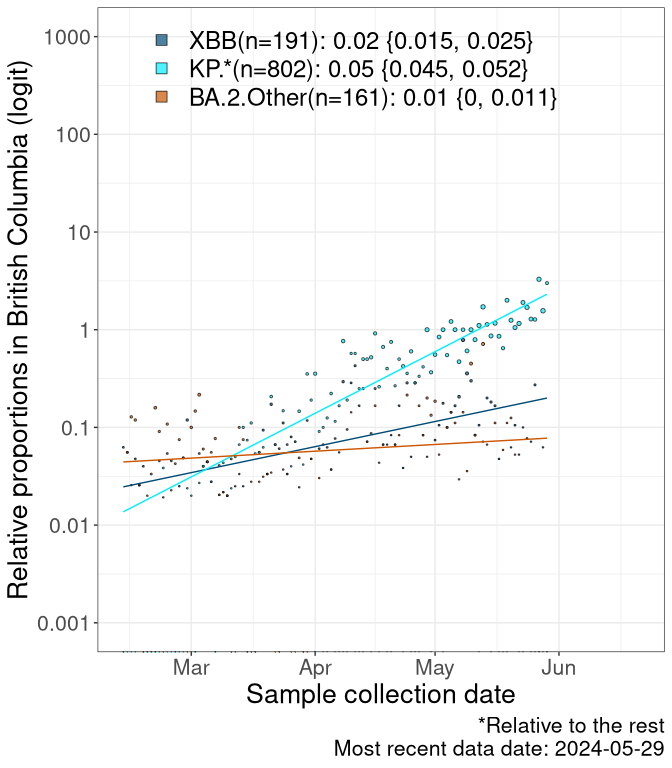 XBB(n=191): 0.02 {0.015, 0.025}
KP.*(n=802): 0.05 {0.045, 0.052}
BA.2.Other(n=161): 0.01 {0, 0.011}
Relative proportions in British Columbia (logit)
1000
100
10
1
0.1
0.01
0.001
Mar Apr May Jun
Sample collection date
*Relative to the rest
Most recent data date: 2024-05-29